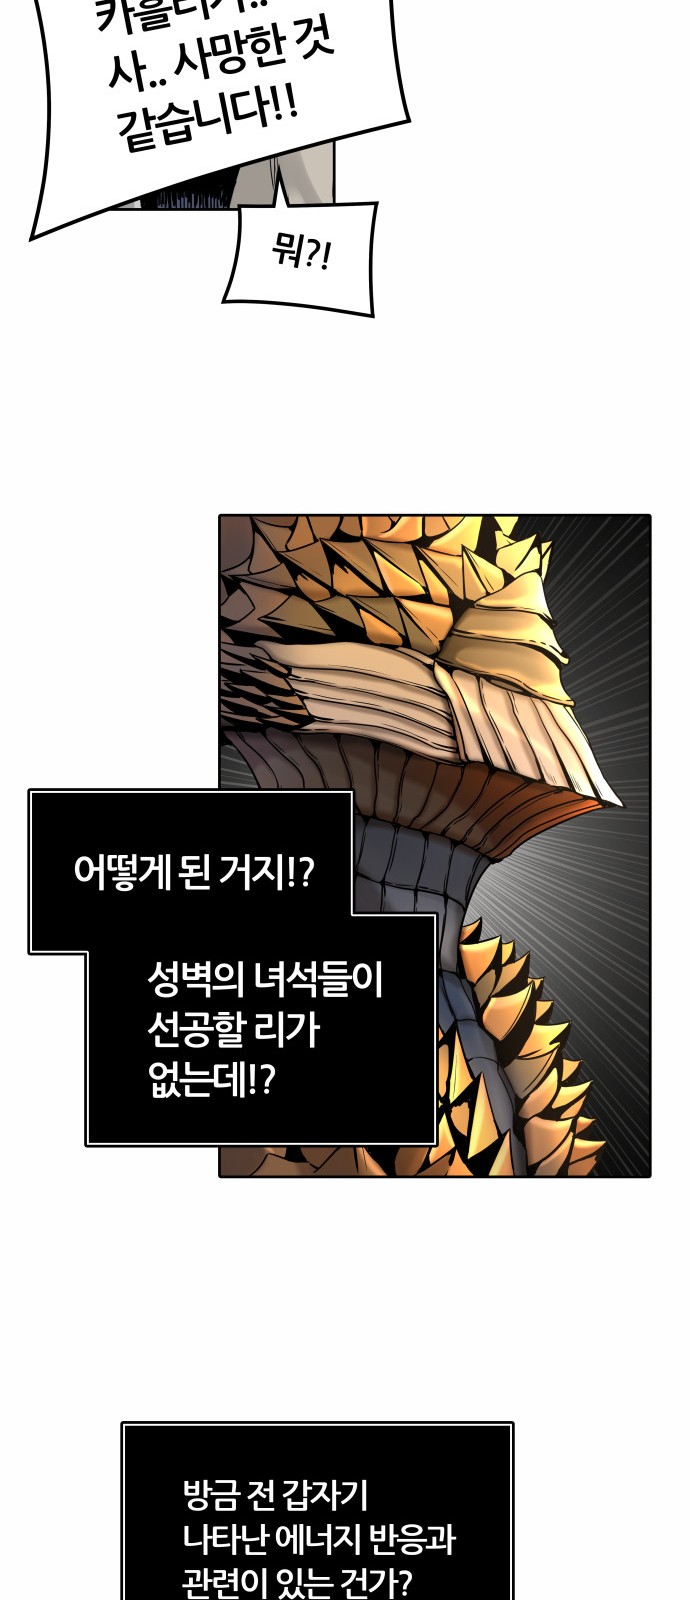 사.. 사망한 것
같습니다!!
뭐?!
어떻게 된 거지!?
성벽의 녀석들이
선공할 리가
없는데!?
방금 전 갑자기
나타난 에너지 반응과
관련이 있는 건가?